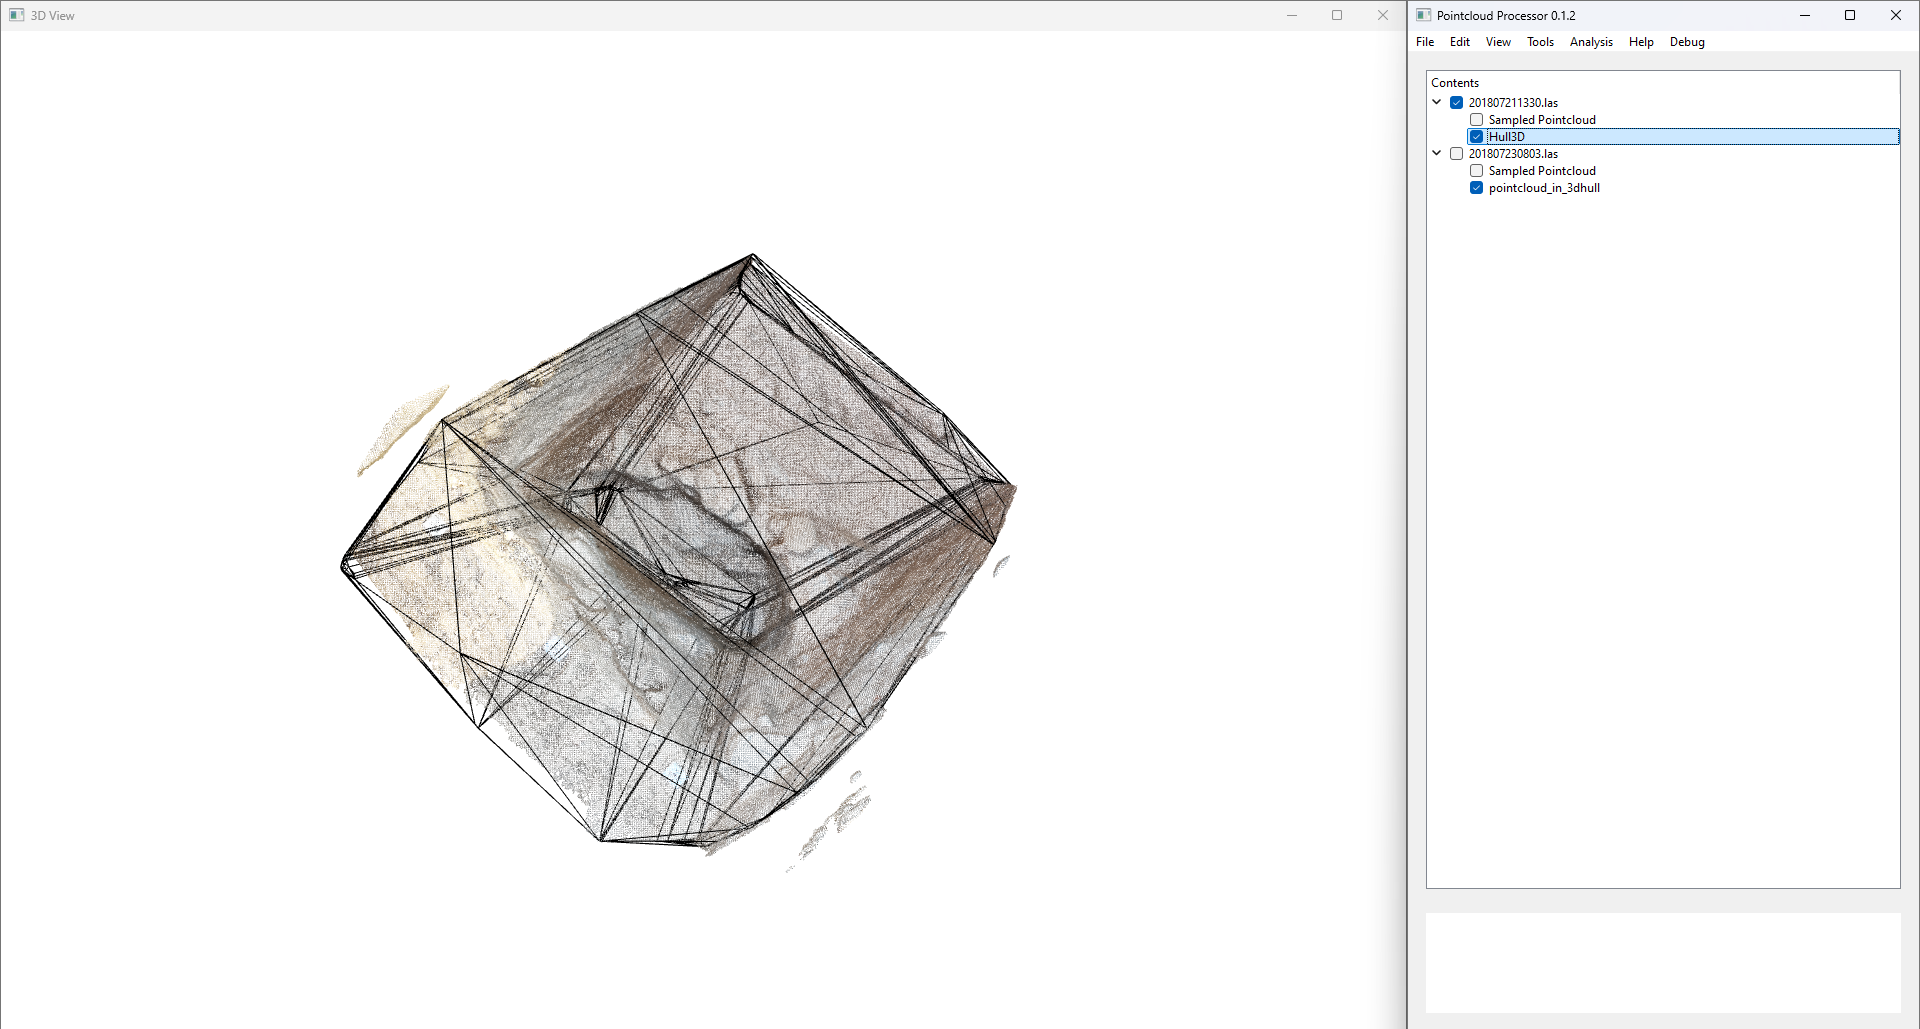 3D View
Pointcloud Processor 0.1.2
File Edit View Tools Analysis Help Debug
Contents
201807211330.las
Sampled Pointcloud
Hull3D
201807230803.las
Sampled Pointcloud
pointcloud_in_3dhull